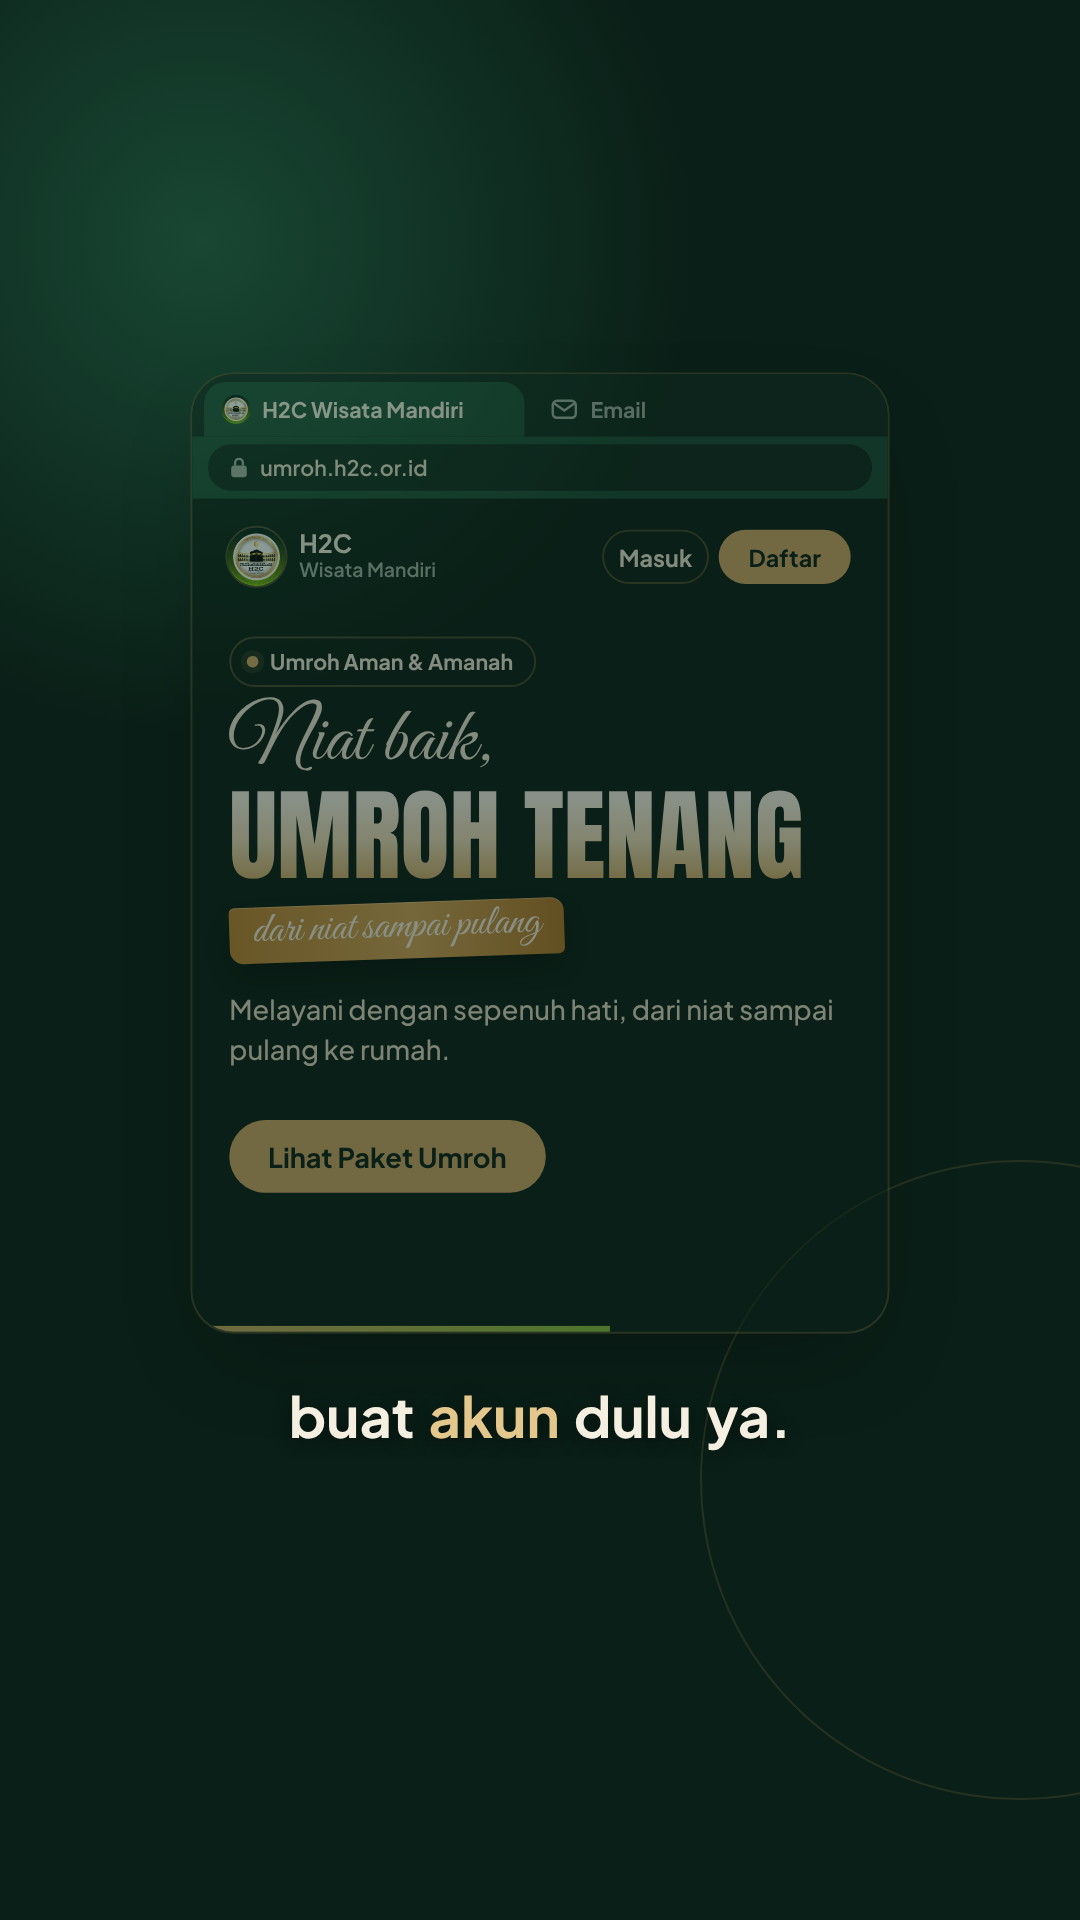 H2C Wisata Mandiri
Email
umroh.h2c.or.id
H2C
Wisata Mandiri
Masuk
Daftar
Umroh Aman & Amanah
Niat baik,
UMROH TENANG
dari niat sampai pulang
Melayani dengan sepenuh hati, dari niat sampai
pulang ke rumah.
Lihat Paket Umroh
buat akun dulu ya.